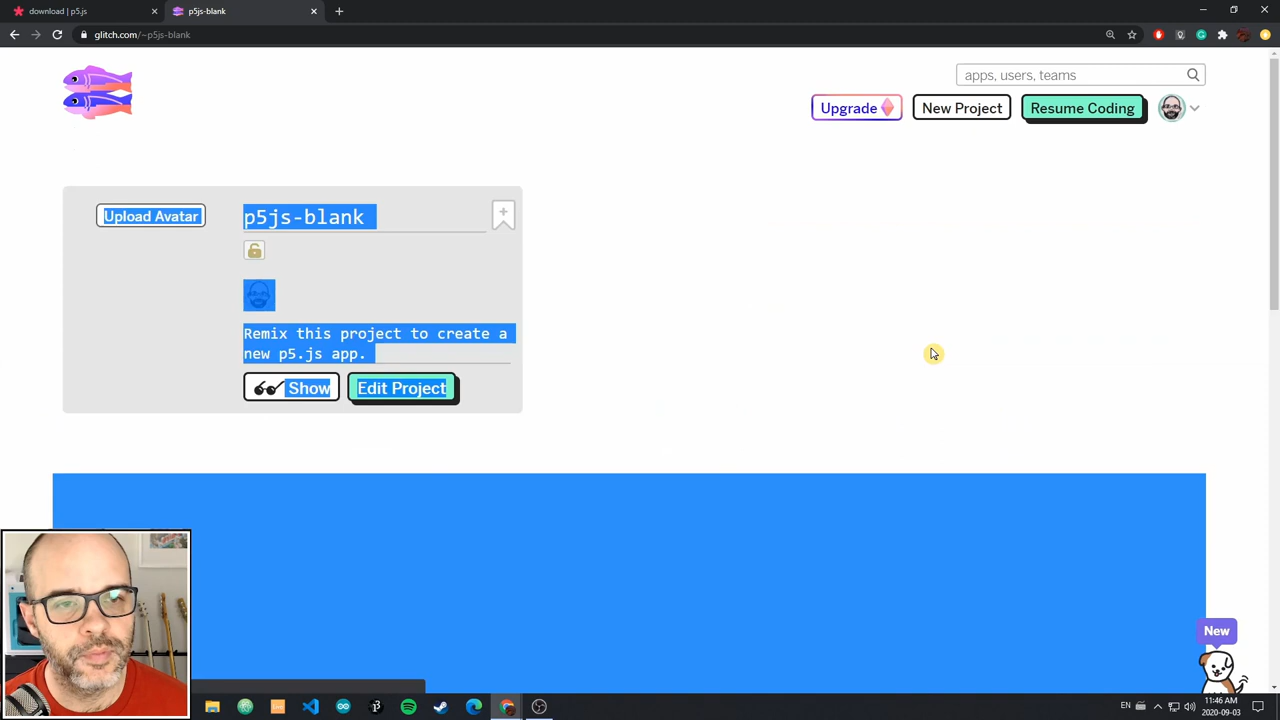 download | p5.js
p5js-blank
glitch.com/~p5js-blank
apps, users, teams
Upgrade
New Project
Resume Coding
Upload Avatar
p5js-blank
Remix this project to create a
new p5.js app.
Show
Edit Project
New
EN
11:46 AM
2020-09-03